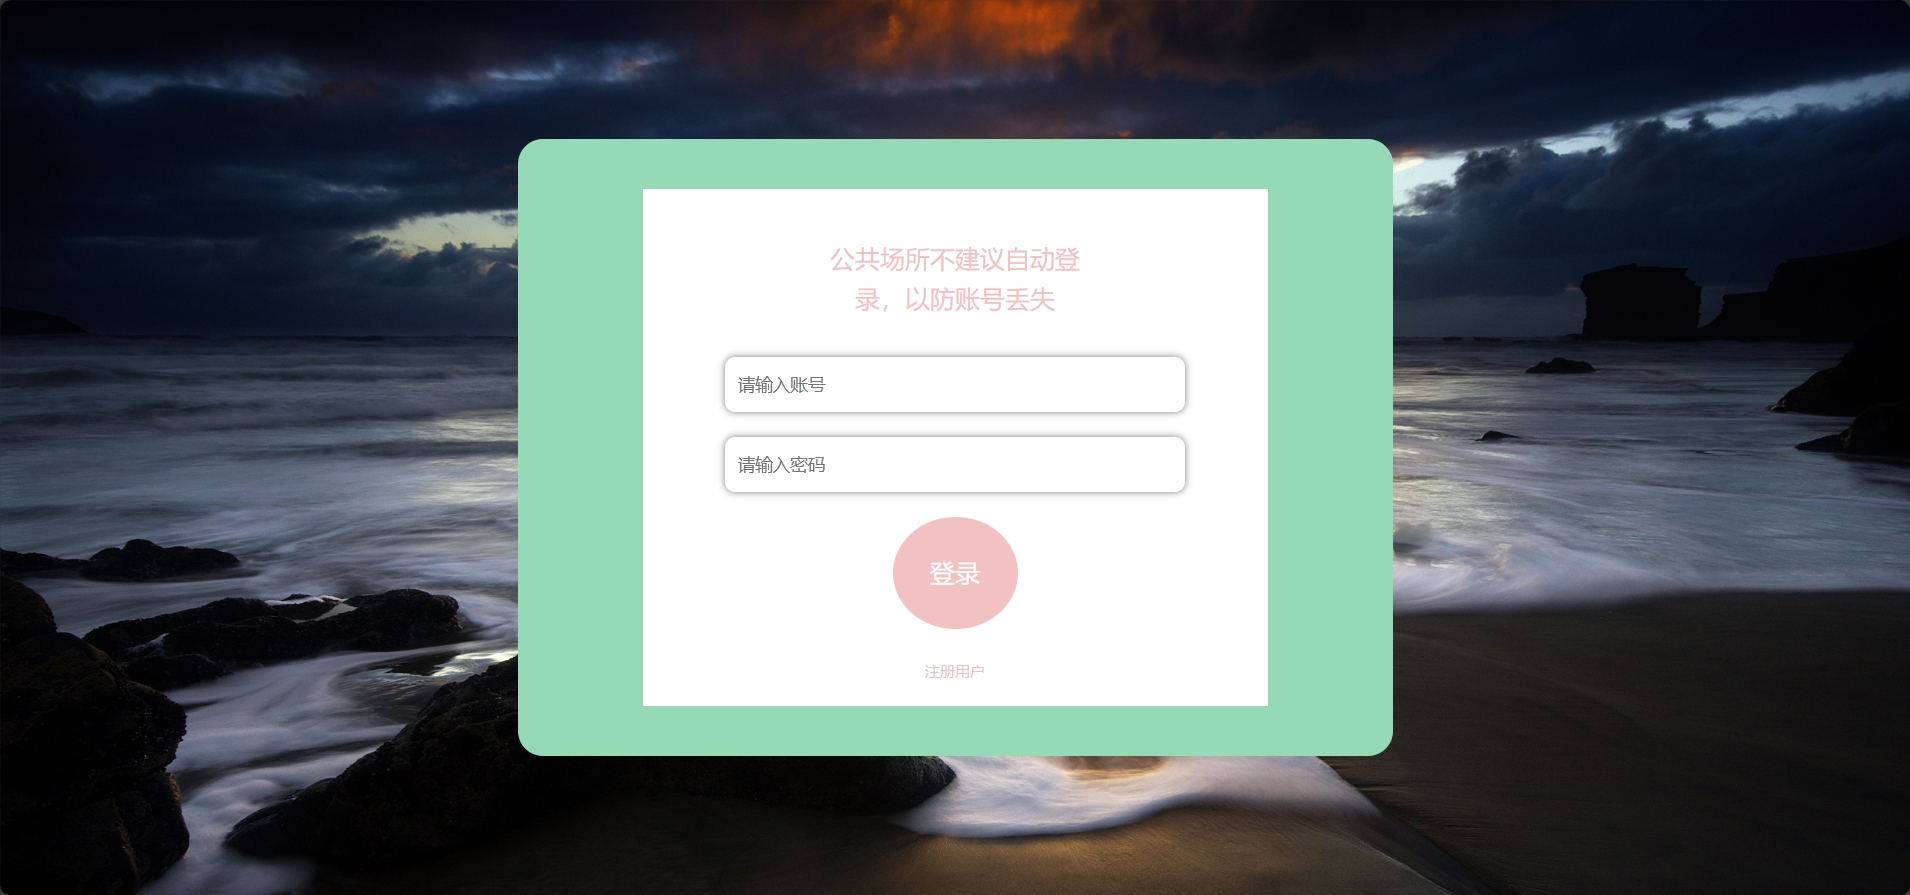 公共场所不建议自动登
录，以防账号丢失
请输入账号
请输入密码
登录
注册用户